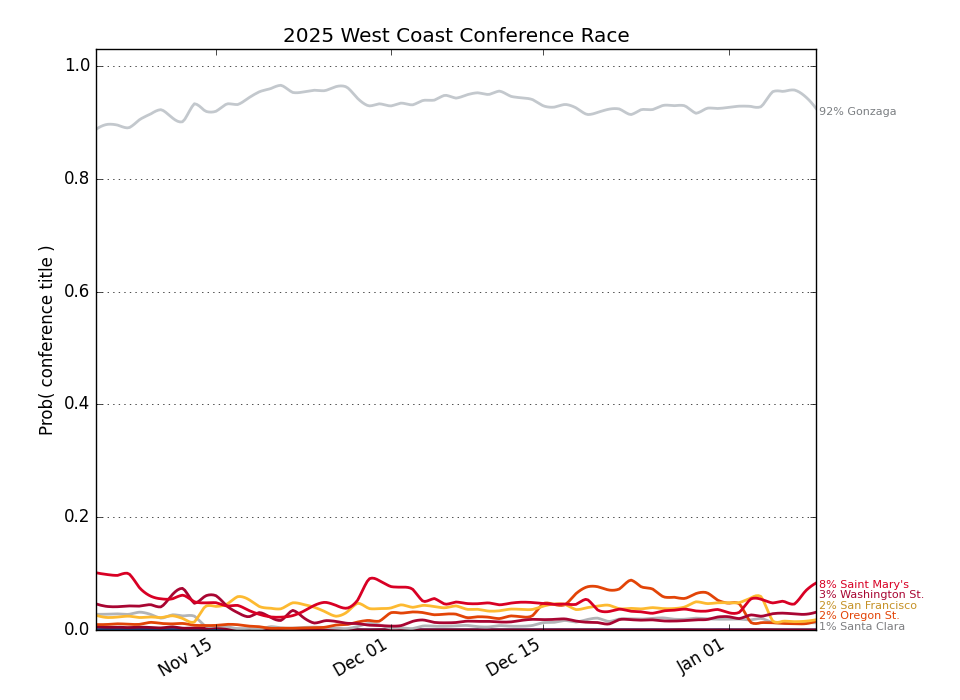 2025 West Coast Conference Race
Prob( conference title )
1.0
0.8
0.6
0.4
0.2
0.0
92% Gonzaga
8% Saint Mary's
3% Washington St.
2% San Francisco
2% Oregon St.
1% Santa Clara
Nov 15
Dec 01
Dec 15
Jan 01